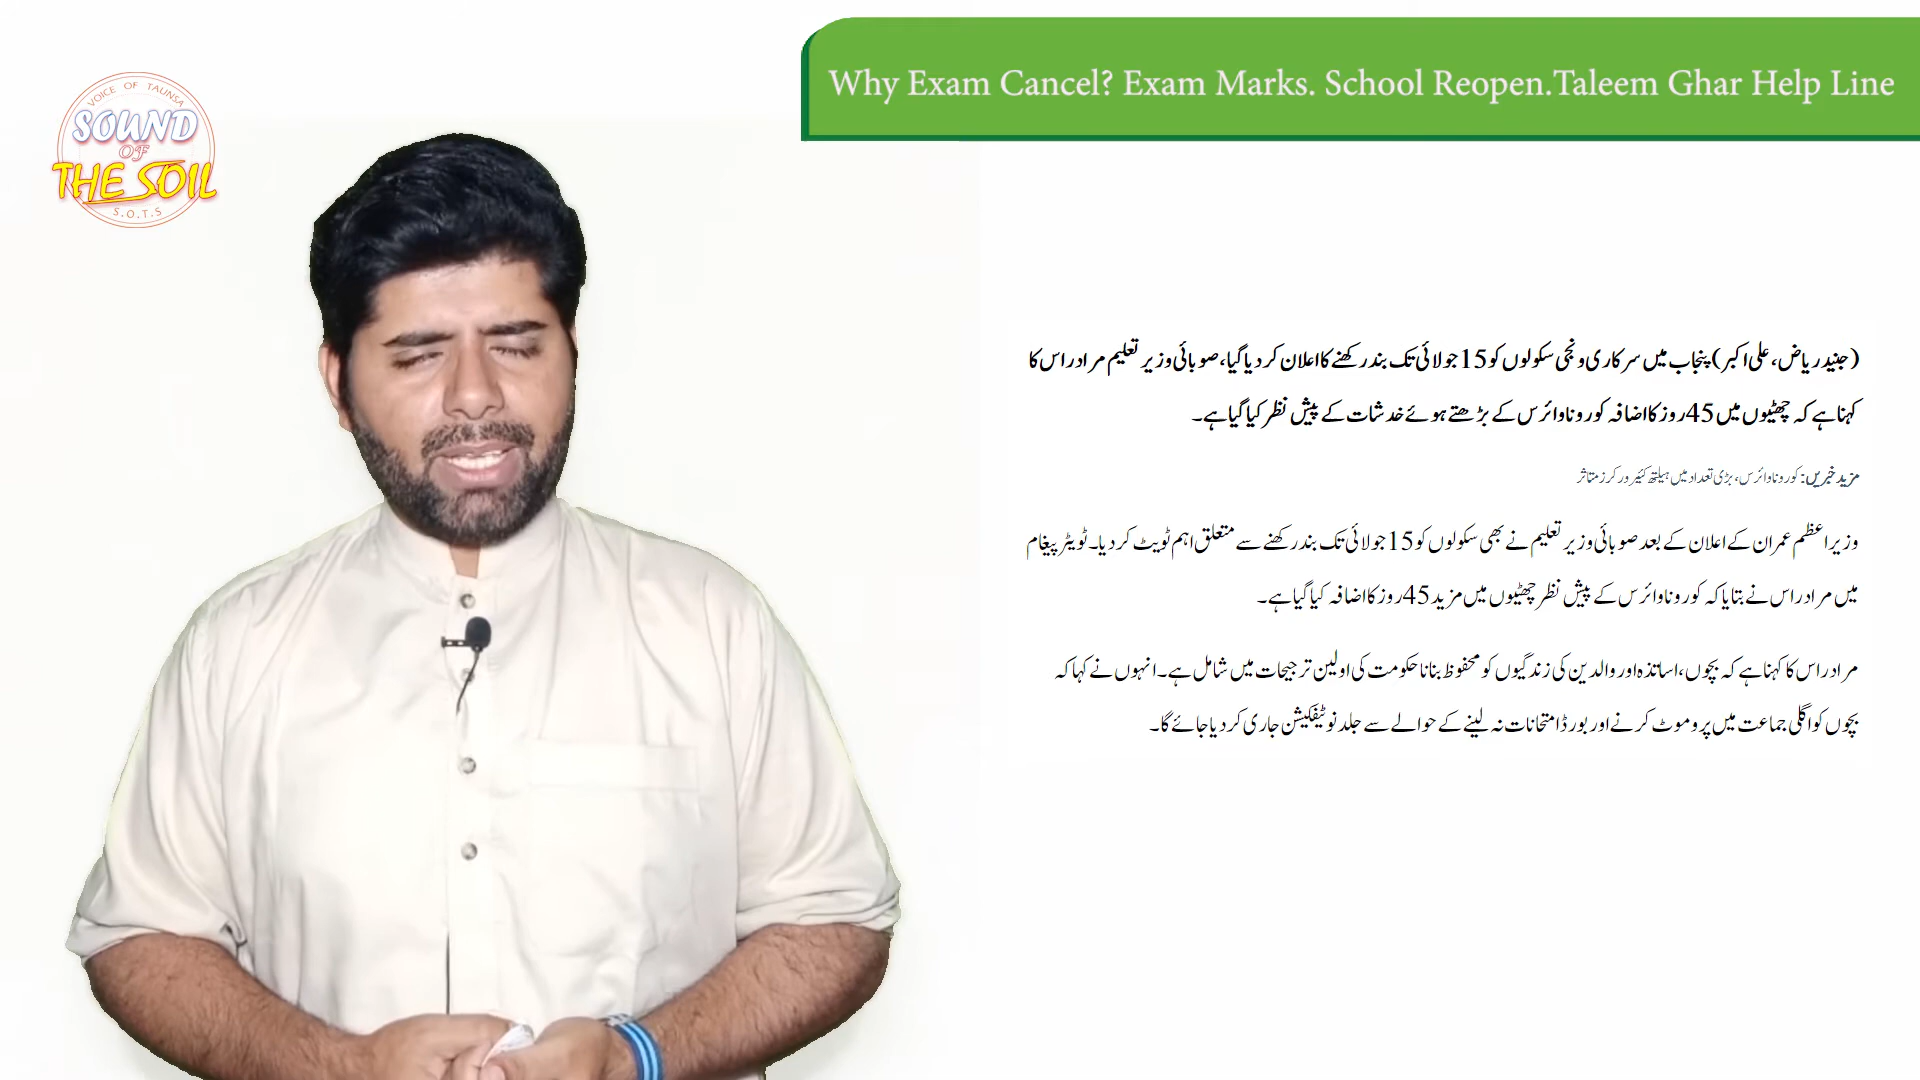 VOICE OF TAUNSA
SOUND
OF
THE SOIL
S.O.T.S
Why Exam Cancel? Exam Marks. School Reopen.Taleem Ghar Help Line
(جنید ریاض، علی اکبر) پنجاب میں سرکاری و نجی سکولوں کو 15 جولائی تک بند رکھنے کا اعلان کر دیا گیا، صوبائی وزیر تعلیم مراد راس کا
کہنا ہے کہ چھٹیوں میں 45 روز کا اضافہ کورونا وائرس کے بڑھتے ہوئے خدشات کے پیش نظر کیا گیا ہے۔
مزید خبریں: کورونا وائرس، بڑی تعداد میں ہیلتھ کئیر ورکرز متاثر
وزیراعظم عمران کے اعلان کے بعد صوبائی وزیر تعلیم نے بھی سکولوں کو 15 جولائی تک بند رکھنے سے متعلق اہم ٹویٹ کر دیا۔ ٹویٹر پیغام
میں مراد راس نے بتایا کہ کورونا وائرس کے پیش نظر چھٹیوں میں مزید 45 روز کا اضافہ کیا گیا ہے۔
مراد راس کا کہنا ہے کہ بچوں، اساتذہ اور والدین کی زندگیوں کو محفوظ بنانا حکومت کی اولین ترجیحات میں شامل ہے۔ انہوں نے کہا کہ
بچوں کو اگلی جماعت میں پروموٹ کرنے اور بورڈ امتحانات نہ لینے کے حوالے سے جلد نوٹیفکیشن جاری کر دیا جائے گا۔